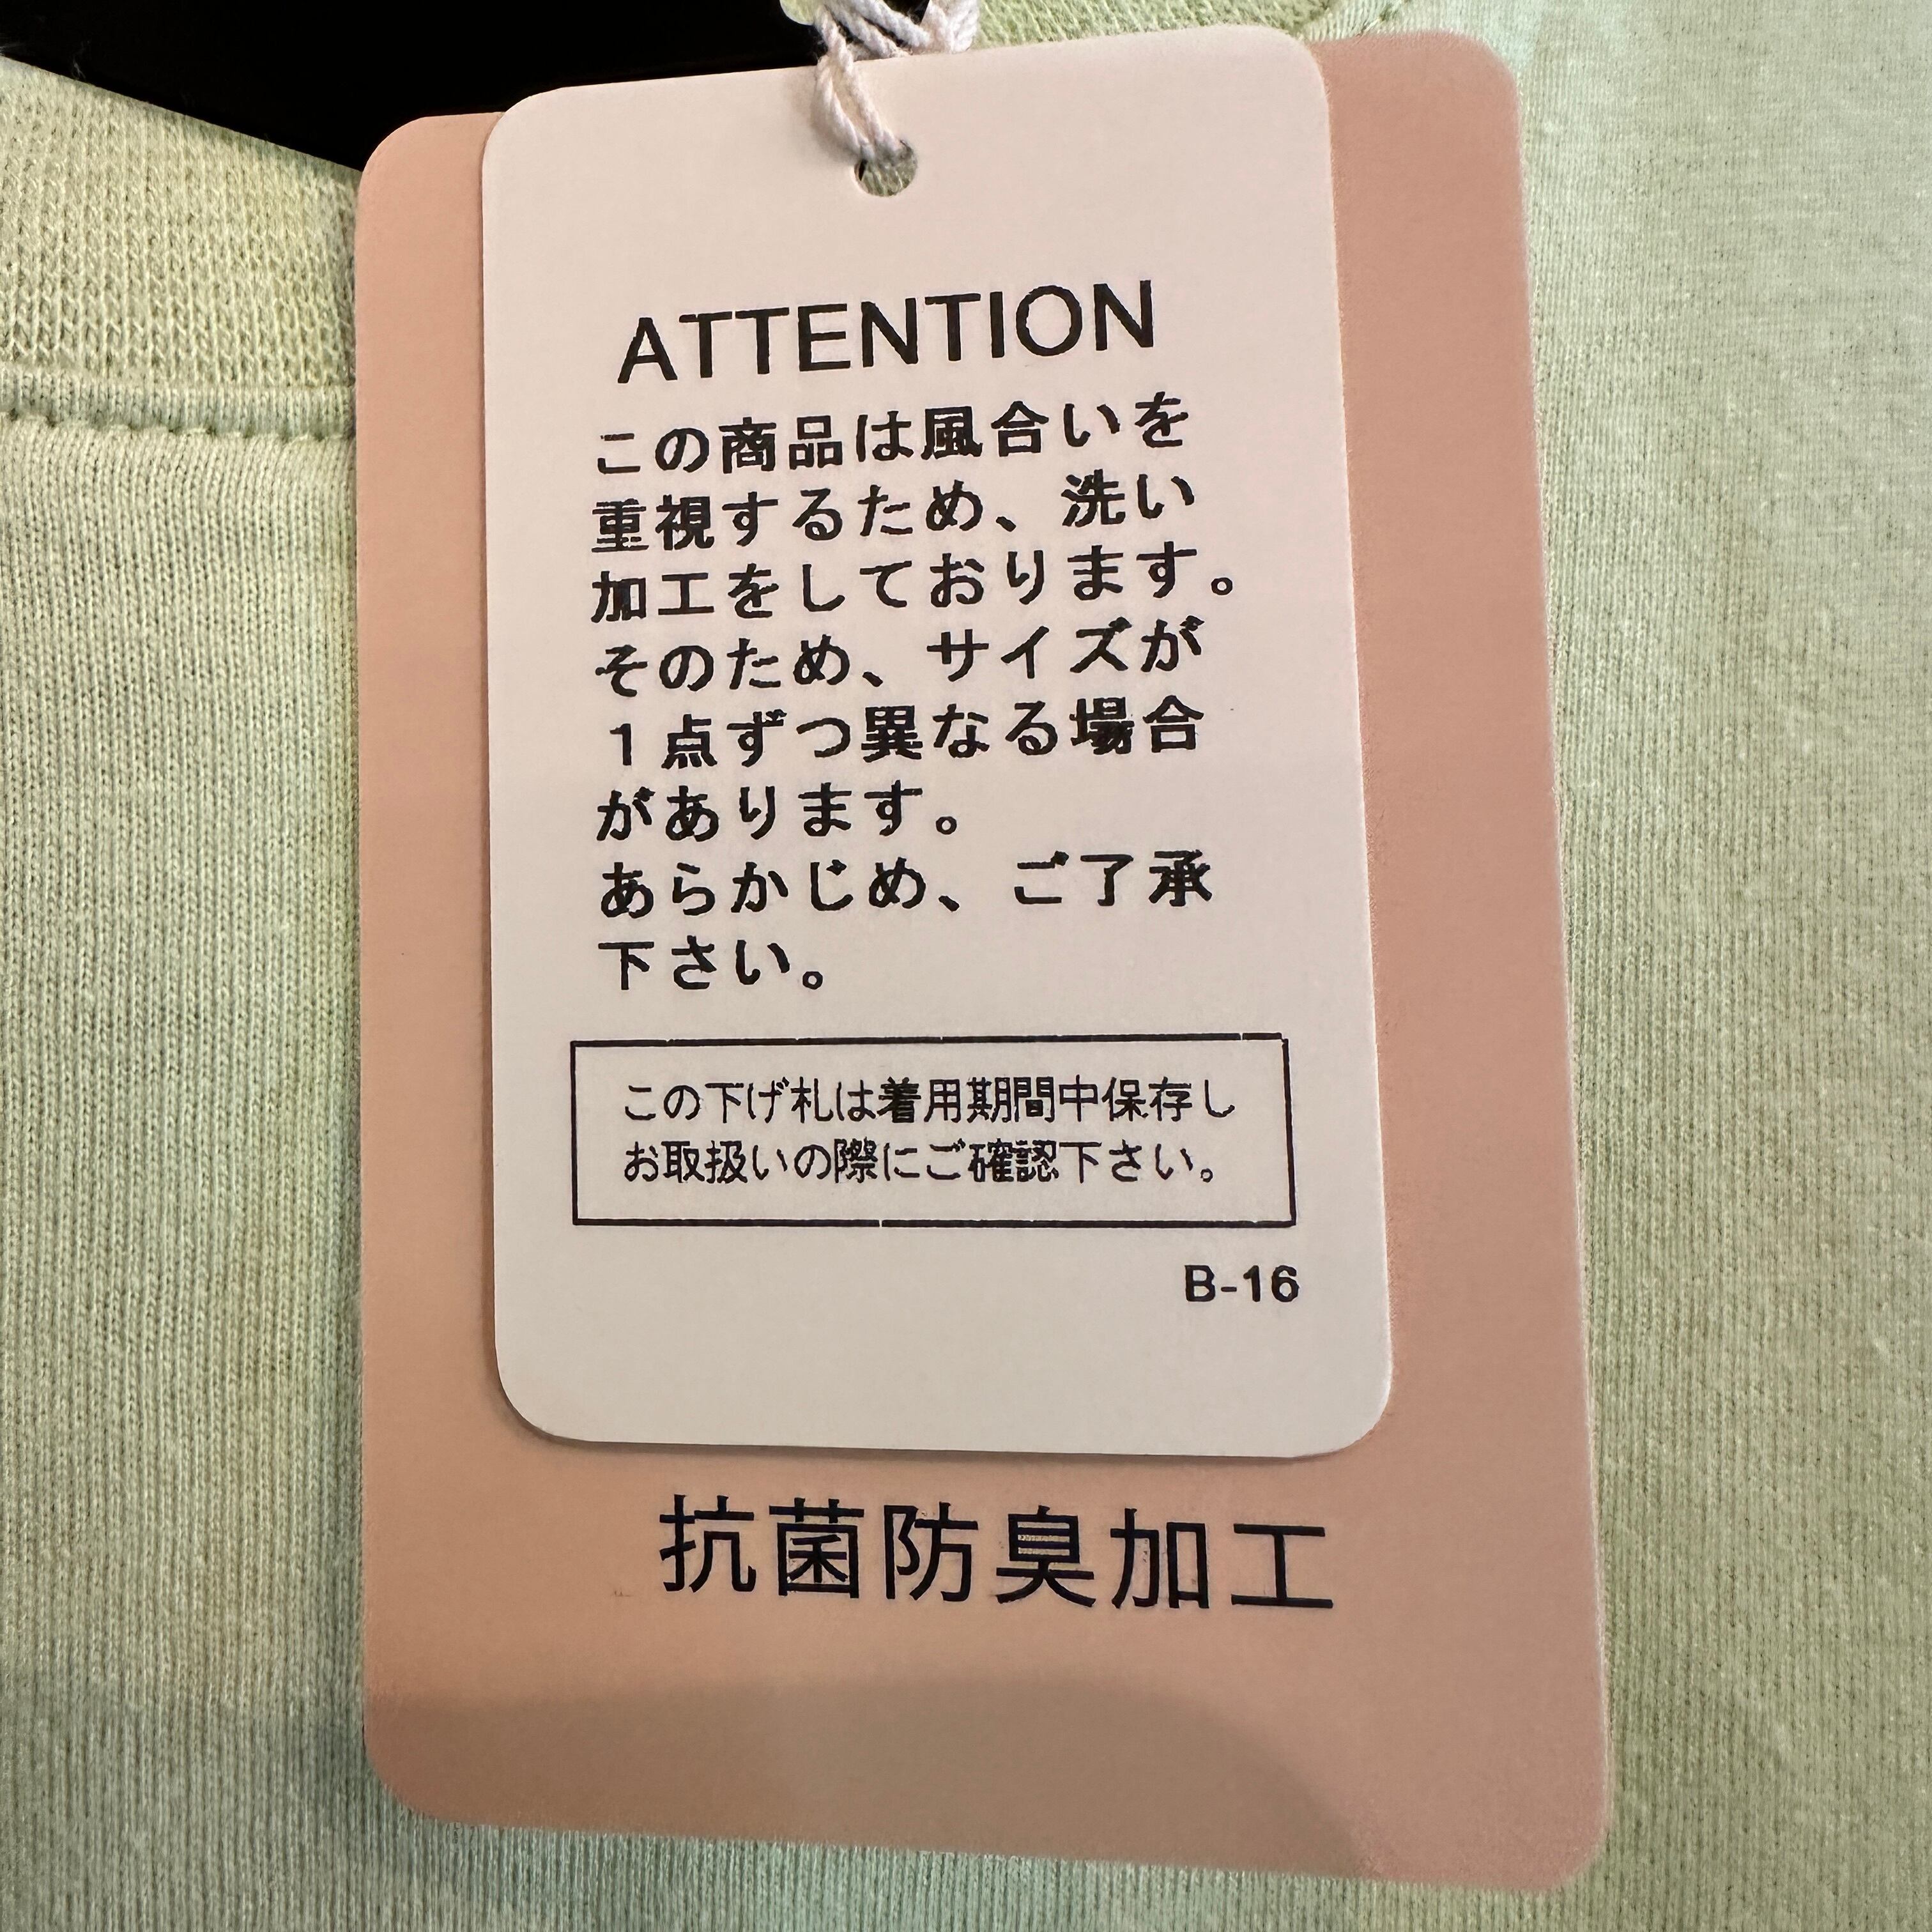 ATTENTION
この商品は風合いを
重視するため、洗い
加工をしております。
そのため、サイズが
1点ずつ異なる場合
があります。
あらかじめ、ご了承
下さい。
この下げ札は着用期間中保存し
お取扱いの際にご確認下さい。
B-16
抗菌防臭加工